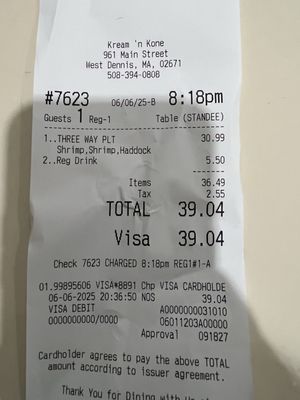 Kream 'n Kone
961 Main Street
West Dennis, MA, 02671
508-394-0808
#7623 06/06/25-B 8:18pm
Guests 1 Reg-1 Table (STANDEE)
1..THREE WAY PLT 30.99
Shrimp,Shrimp,Haddock
2..Reg Drink 5.50
Items 36.49
Tax 2.55
TOTAL 39.04
Visa 39.04
Check 7623 CHARGED 8:18pm REG1#1-A
01.99895606 VISA*8891 Chp VISA CARDHOLDE
06-06-2025 20:36:50 NOS 39.04
VISA DEBIT A0000000031010
0000000000/0000 06011203A00000
Approval 091827
Cardholder agrees to pay the above TOTAL
amount according to issuer agreement.
Thank You for Dining with